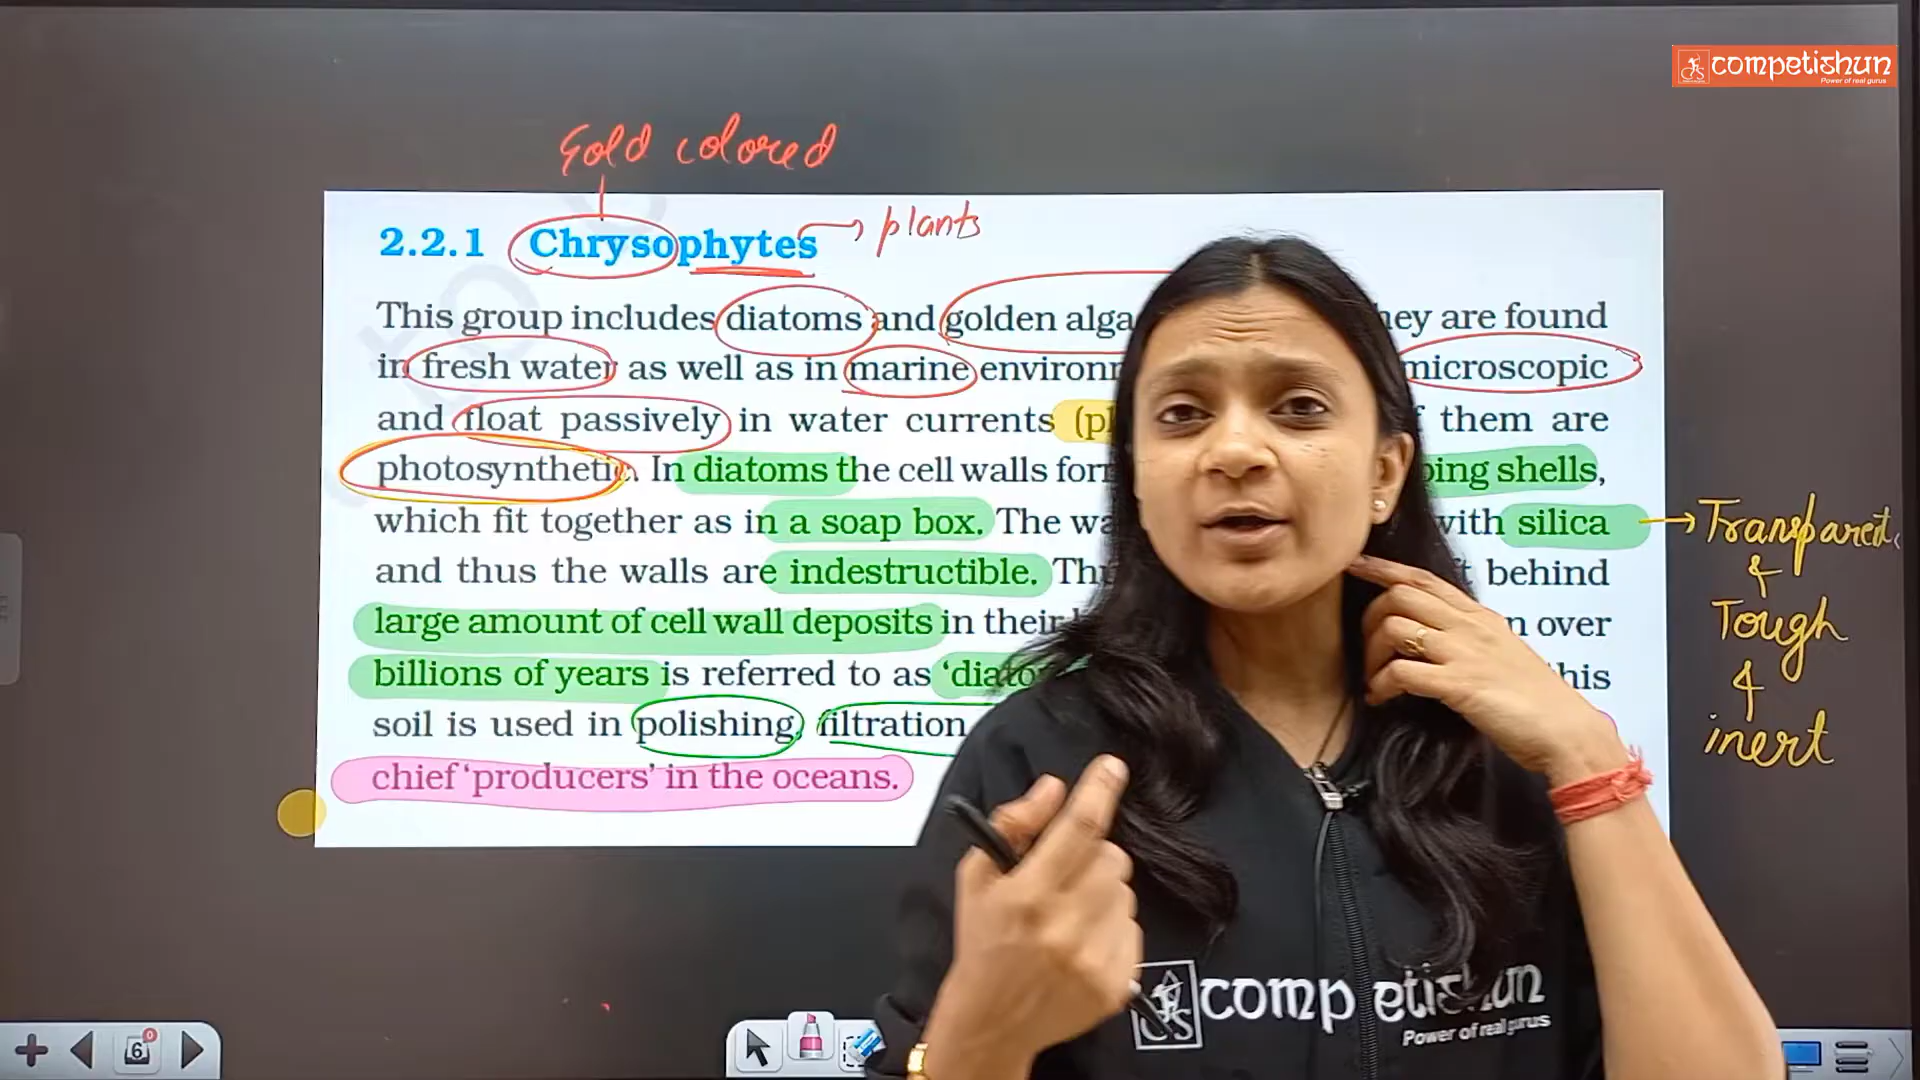 competishun
Power of real gurus
Gold colored
2.2.1 Chrysophytes → plants
This group includes diatoms and golden alga hey are found
in fresh water as well as in marine environ microscopic
and float passively in water currents (pl f them are
photosynthetic. In diatoms the cell walls for ping shells,
which fit together as in a soap box. The wa with silica → Transparent
and thus the walls are indestructible. Th t behind &
large amount of cell wall deposits in their n over Tough
billions of years is referred to as ‘diato his &
soil is used in polishing, filtration inert
chief ‘producers’ in the oceans.
competishun
Power of real gurus
6
0